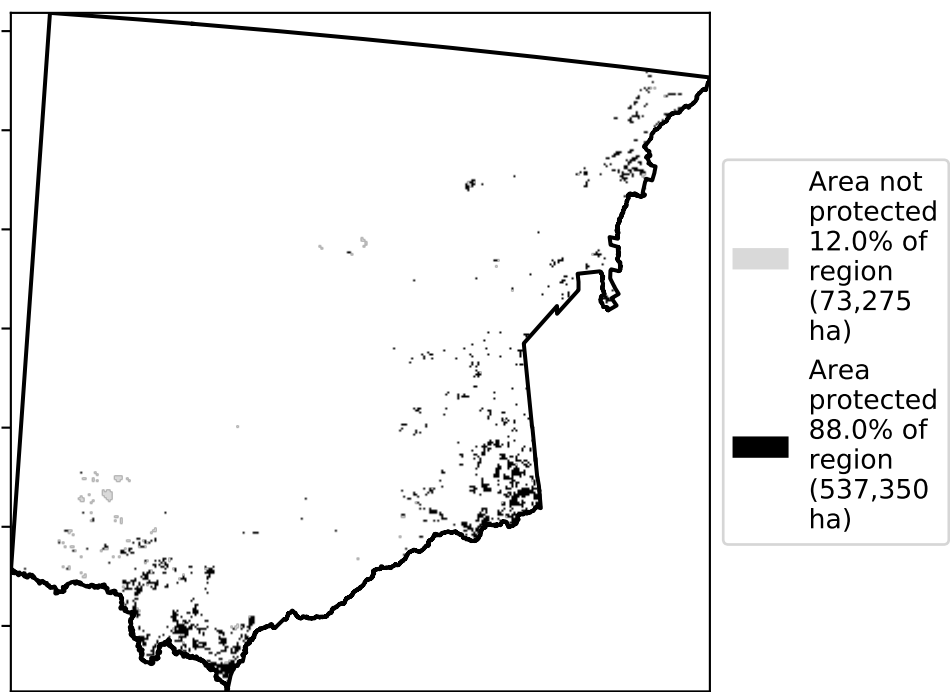 Area not
protected
12.0% of
region
(73,275
ha)
Area
protected
88.0% of
region
(537,350
ha)